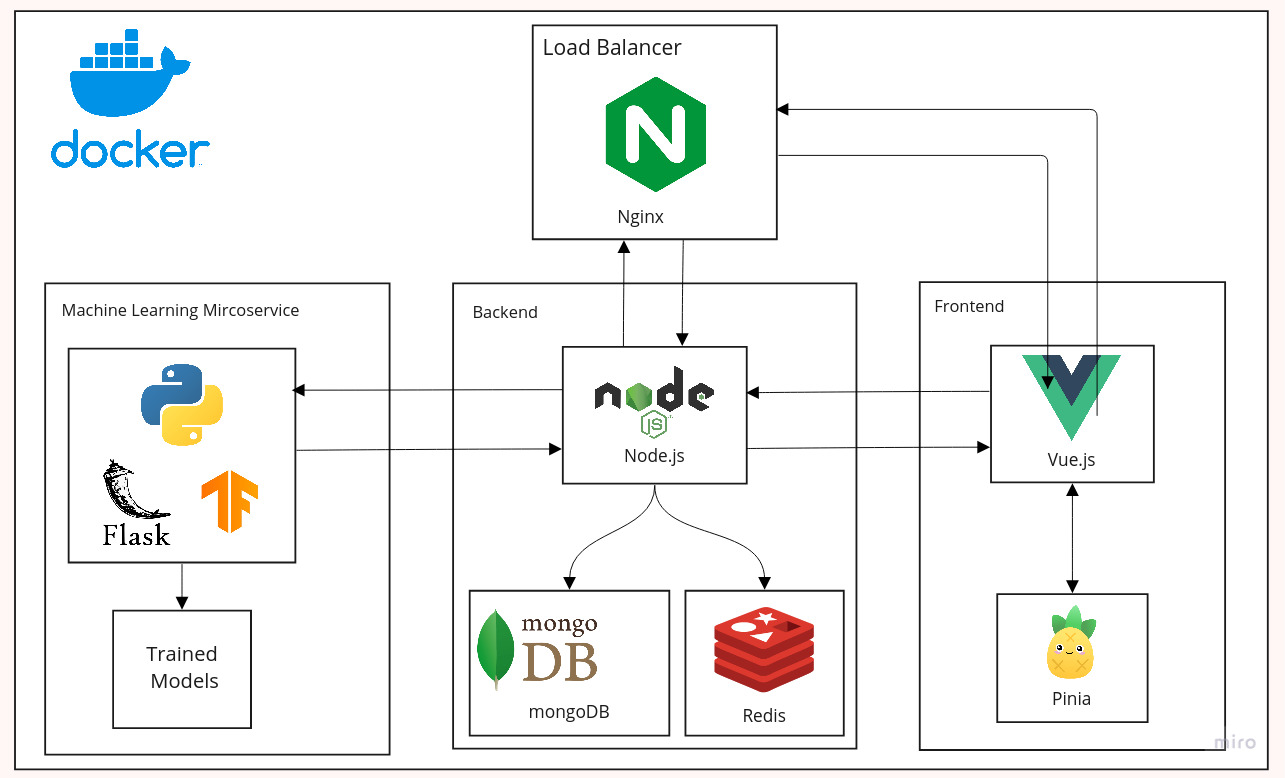 docker
Load Balancer
Nginx
Machine Learning Mircoservice
Flask
Trained
Models
Backend
node
JS
Node.js
mongo
DB
mongoDB
Redis
Frontend
Vue.js
Pinia
miro